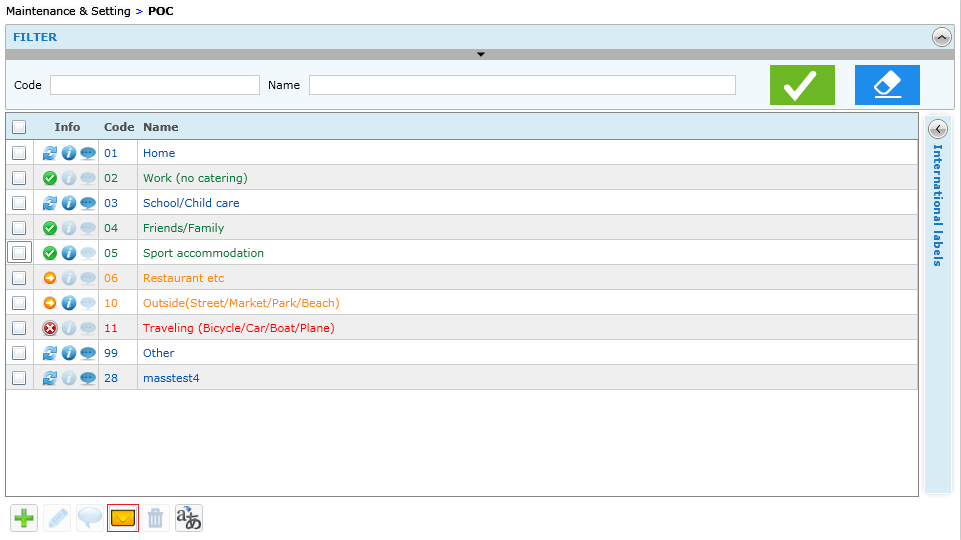 Maintenance & Setting > POC
FILTER
Code Name
Info Code Name
01 Home
02 Work (no catering)
03 School/Child care
04 Friends/Family
05 Sport accommodation
06 Restaurant etc
10 Outside(Street/Market/Park/Beach)
11 Traveling (Bicycle/Car/Boat/Plane)
99 Other
28 masstest4
International labels
aあ